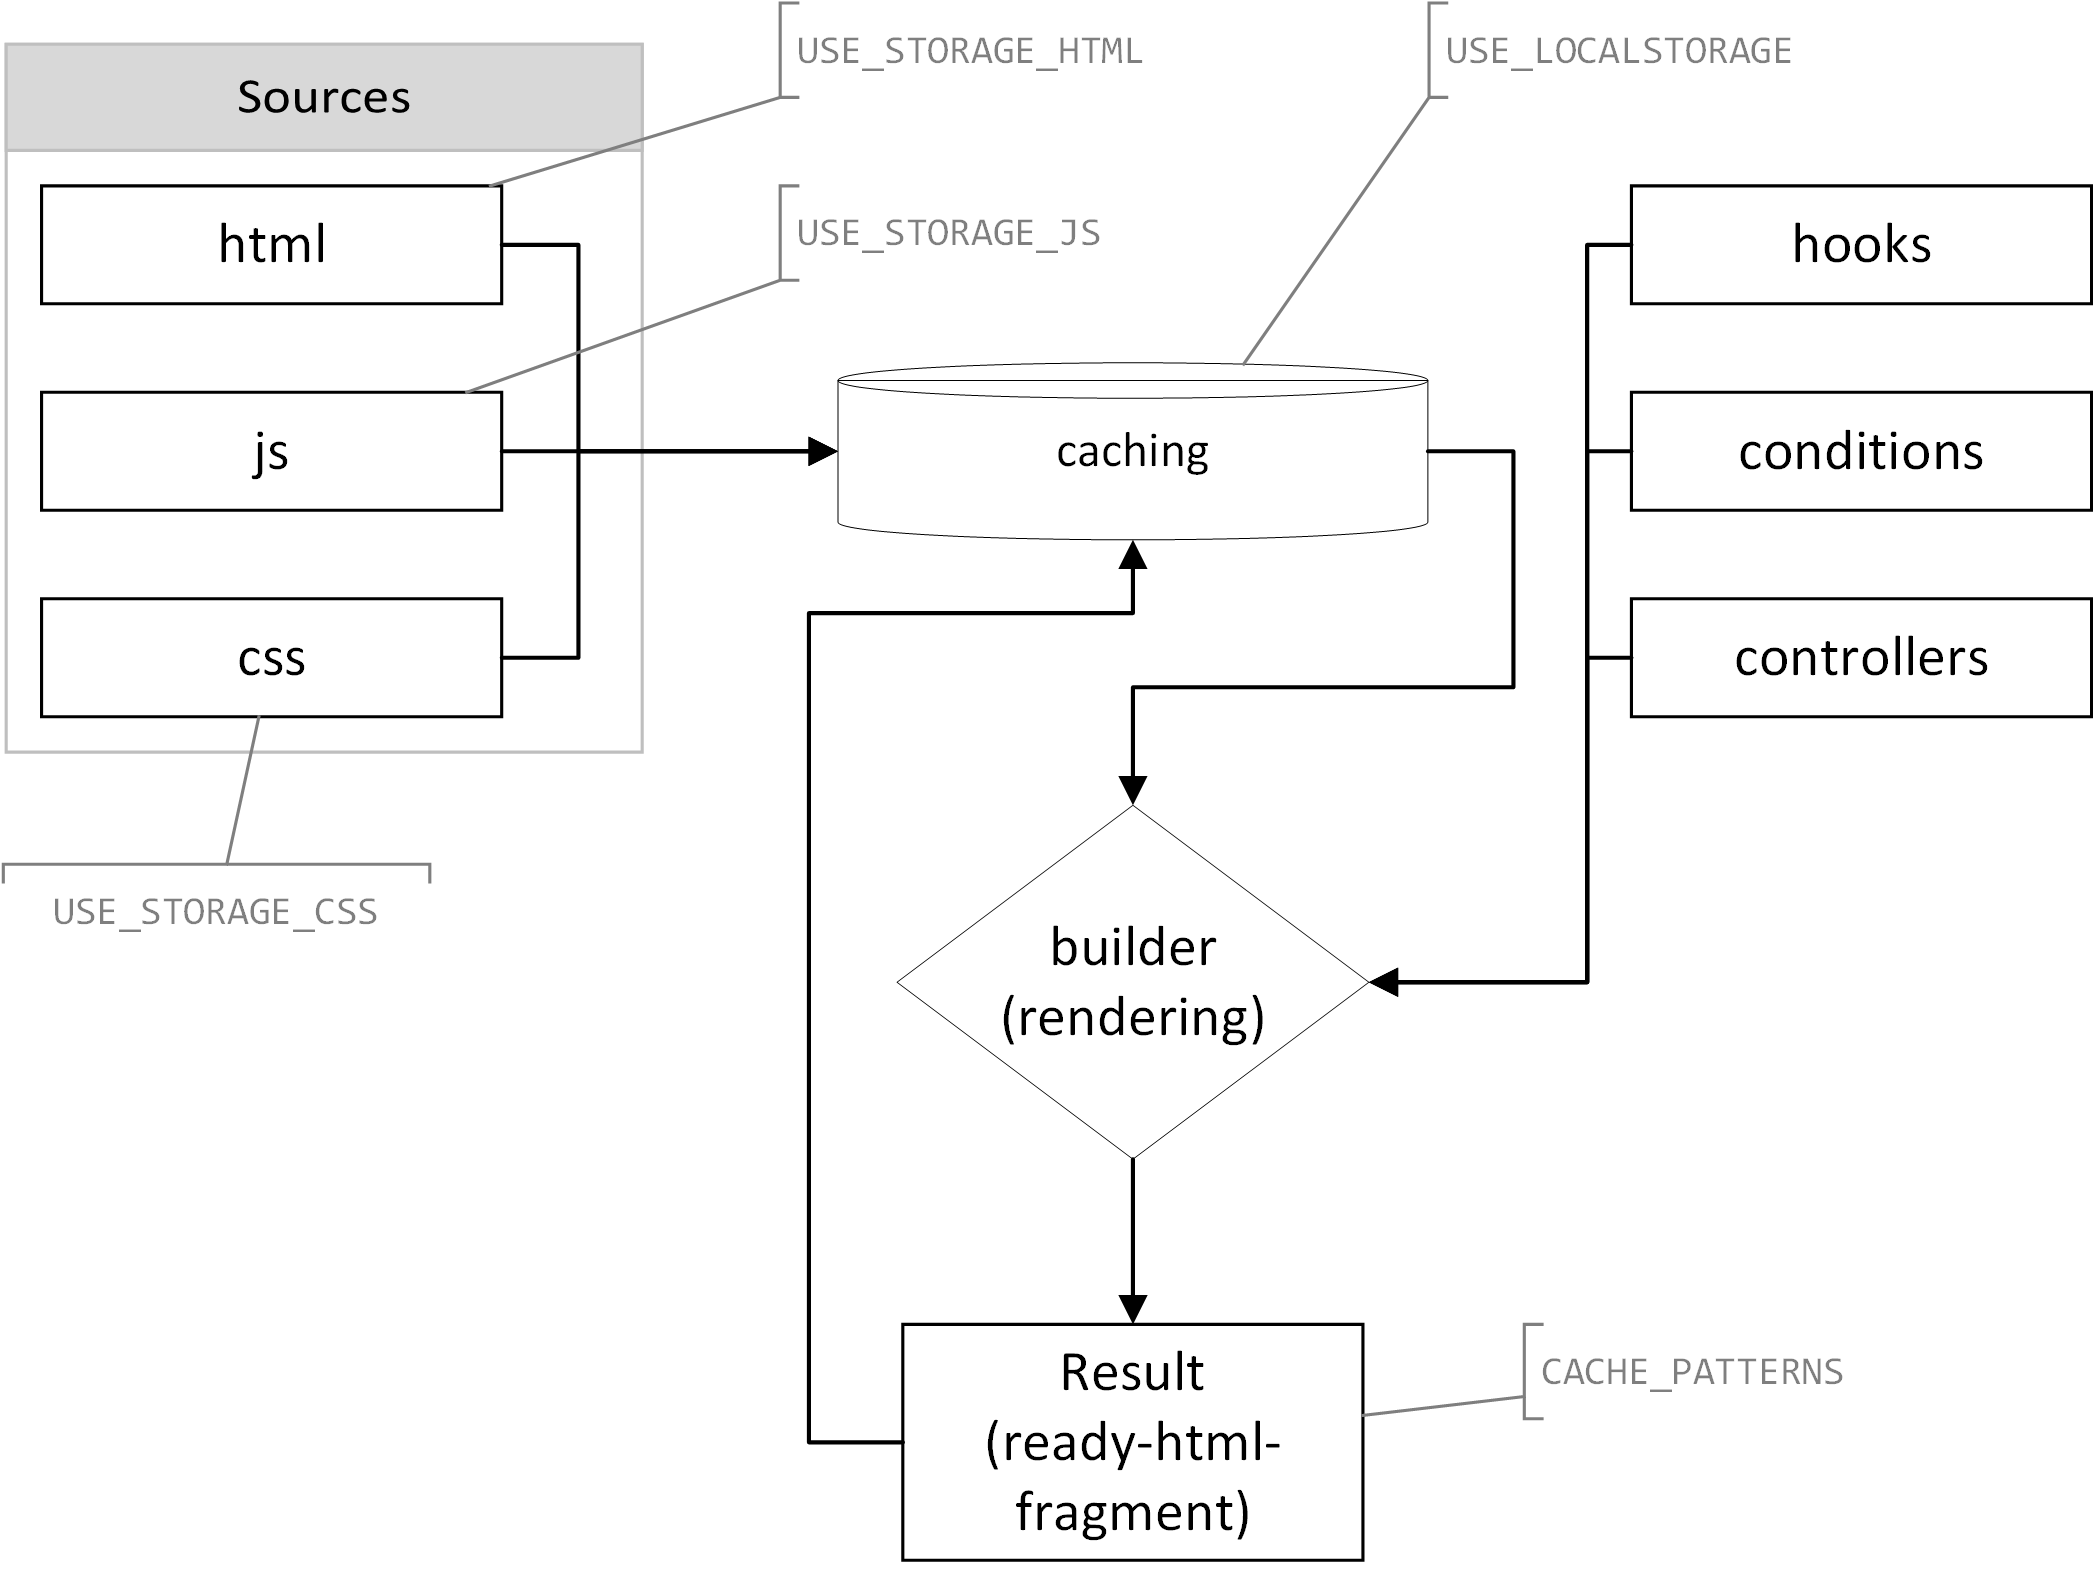 USE_STORAGE_HTML
USE_LOCALSTORAGE
Sources
html
USE_STORAGE_JS
hooks
js
caching
conditions
css
controllers
USE_STORAGE_CSS
builder
(rendering)
Result
(ready-html-
fragment)
CACHE_PATTERNS